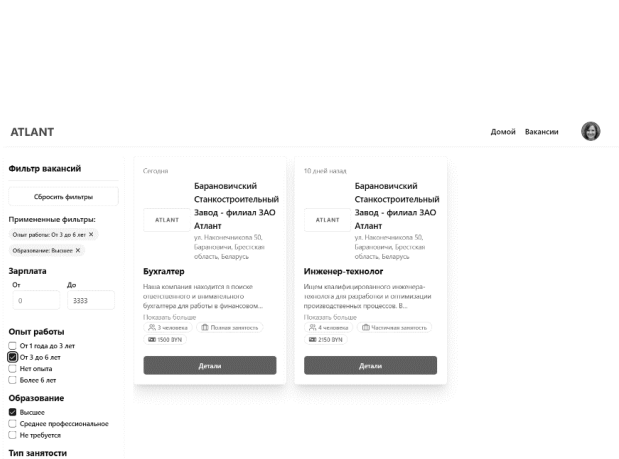 ATLANT
Домой Вакансии
Фильтр вакансий
Сбросить фильтры
Примененные фильтры:
Опыт работы: От 3 до 6 лет ✕
Образование: Высшее ✕
Зарплата
От До
0 3333
Опыт работы
От 1 года до 3 лет
От 3 до 6 лет
Нет опыта
Более 6 лет
Образование
Высшее
Среднее профессиональное
Не требуется
Тип занятости
Сегодня
ATLANT
Барановичский
Станкостроительный
Завод - филиал ЗАО
Атлант
ул. Наконечникова 50,
Барановичи, Брестская
область, Беларусь
Бухгалтер
Наша компания находится в поиске
ответственного и внимательного
бухгалтера для работы в финансовом...
Показать больше
3 человека Полная занятость
1500 BYN
Детали
10 дней назад
ATLANT
Барановичский
Станкостроительный
Завод - филиал ЗАО
Атлант
ул. Наконечникова 50,
Барановичи, Брестская
область, Беларусь
Инженер-технолог
Ищем квалифицированного инженера-
технолога для разработки и оптимизации
производственных процессов. В...
Показать больше
4 человека Частичная занятость
2150 BYN
Детали